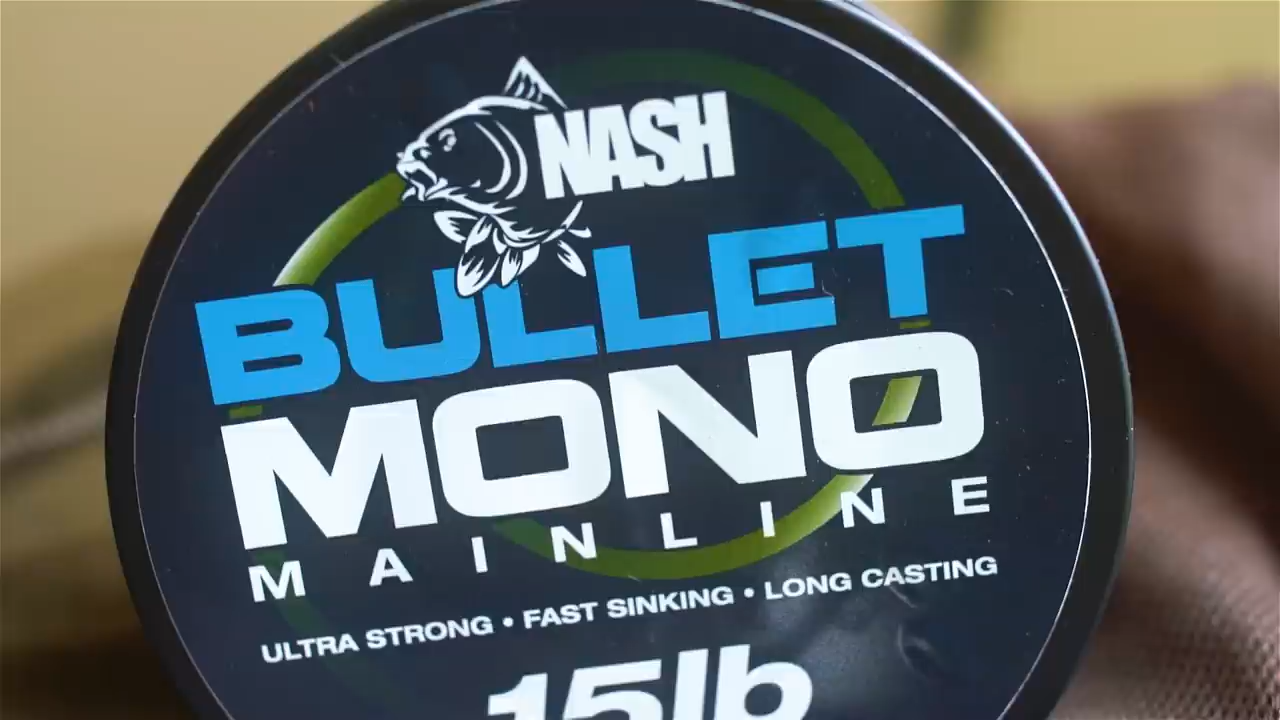 NASH
BULLET
MONO
MAINLINE
ULTRA STRONG • FAST SINKING • LONG CASTING
15lb